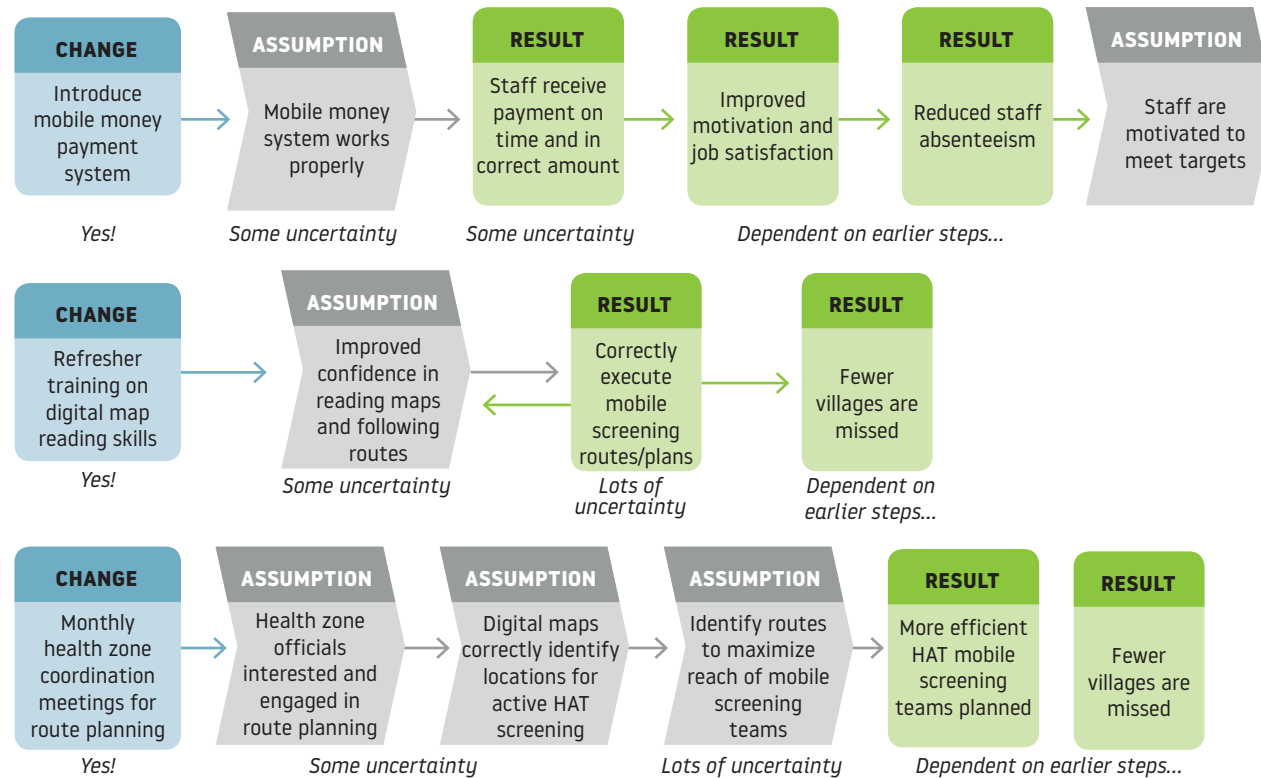 CHANGE
Introduce
mobile money
payment
system
ASSUMPTION
Mobile money
system works
properly
RESULT
Staff receive
payment on
time and in
correct amount
RESULT
Improved
motivation and
job satisfaction
RESULT
Reduced staff
absenteeism
ASSUMPTION
Staff are
motivated to
meet targets
Yes!
Some uncertainty
Some uncertainty
Dependent on earlier steps...
CHANGE
Refresher
training on
digital map
reading skills
ASSUMPTION
Improved
confidence in
reading maps
and following
routes
RESULT
Correctly
execute
mobile
screening
routes/plans
RESULT
Fewer
villages are
missed
Yes!
Some uncertainty
Lots of
uncertainty
Dependent on
earlier steps...
CHANGE
Monthly
health zone
coordination
meetings for
route planning
ASSUMPTION
Health zone
officials
interested and
engaged in
route planning
ASSUMPTION
Digital maps
correctly identify
locations for
active HAT
screening
ASSUMPTION
Identify routes
to maximize
reach of mobile
screening
teams
RESULT
More efficient
HAT mobile
screening
teams planned
RESULT
Fewer
villages are
missed
Yes!
Some uncertainty
Lots of uncertainty
Dependent on earlier steps...